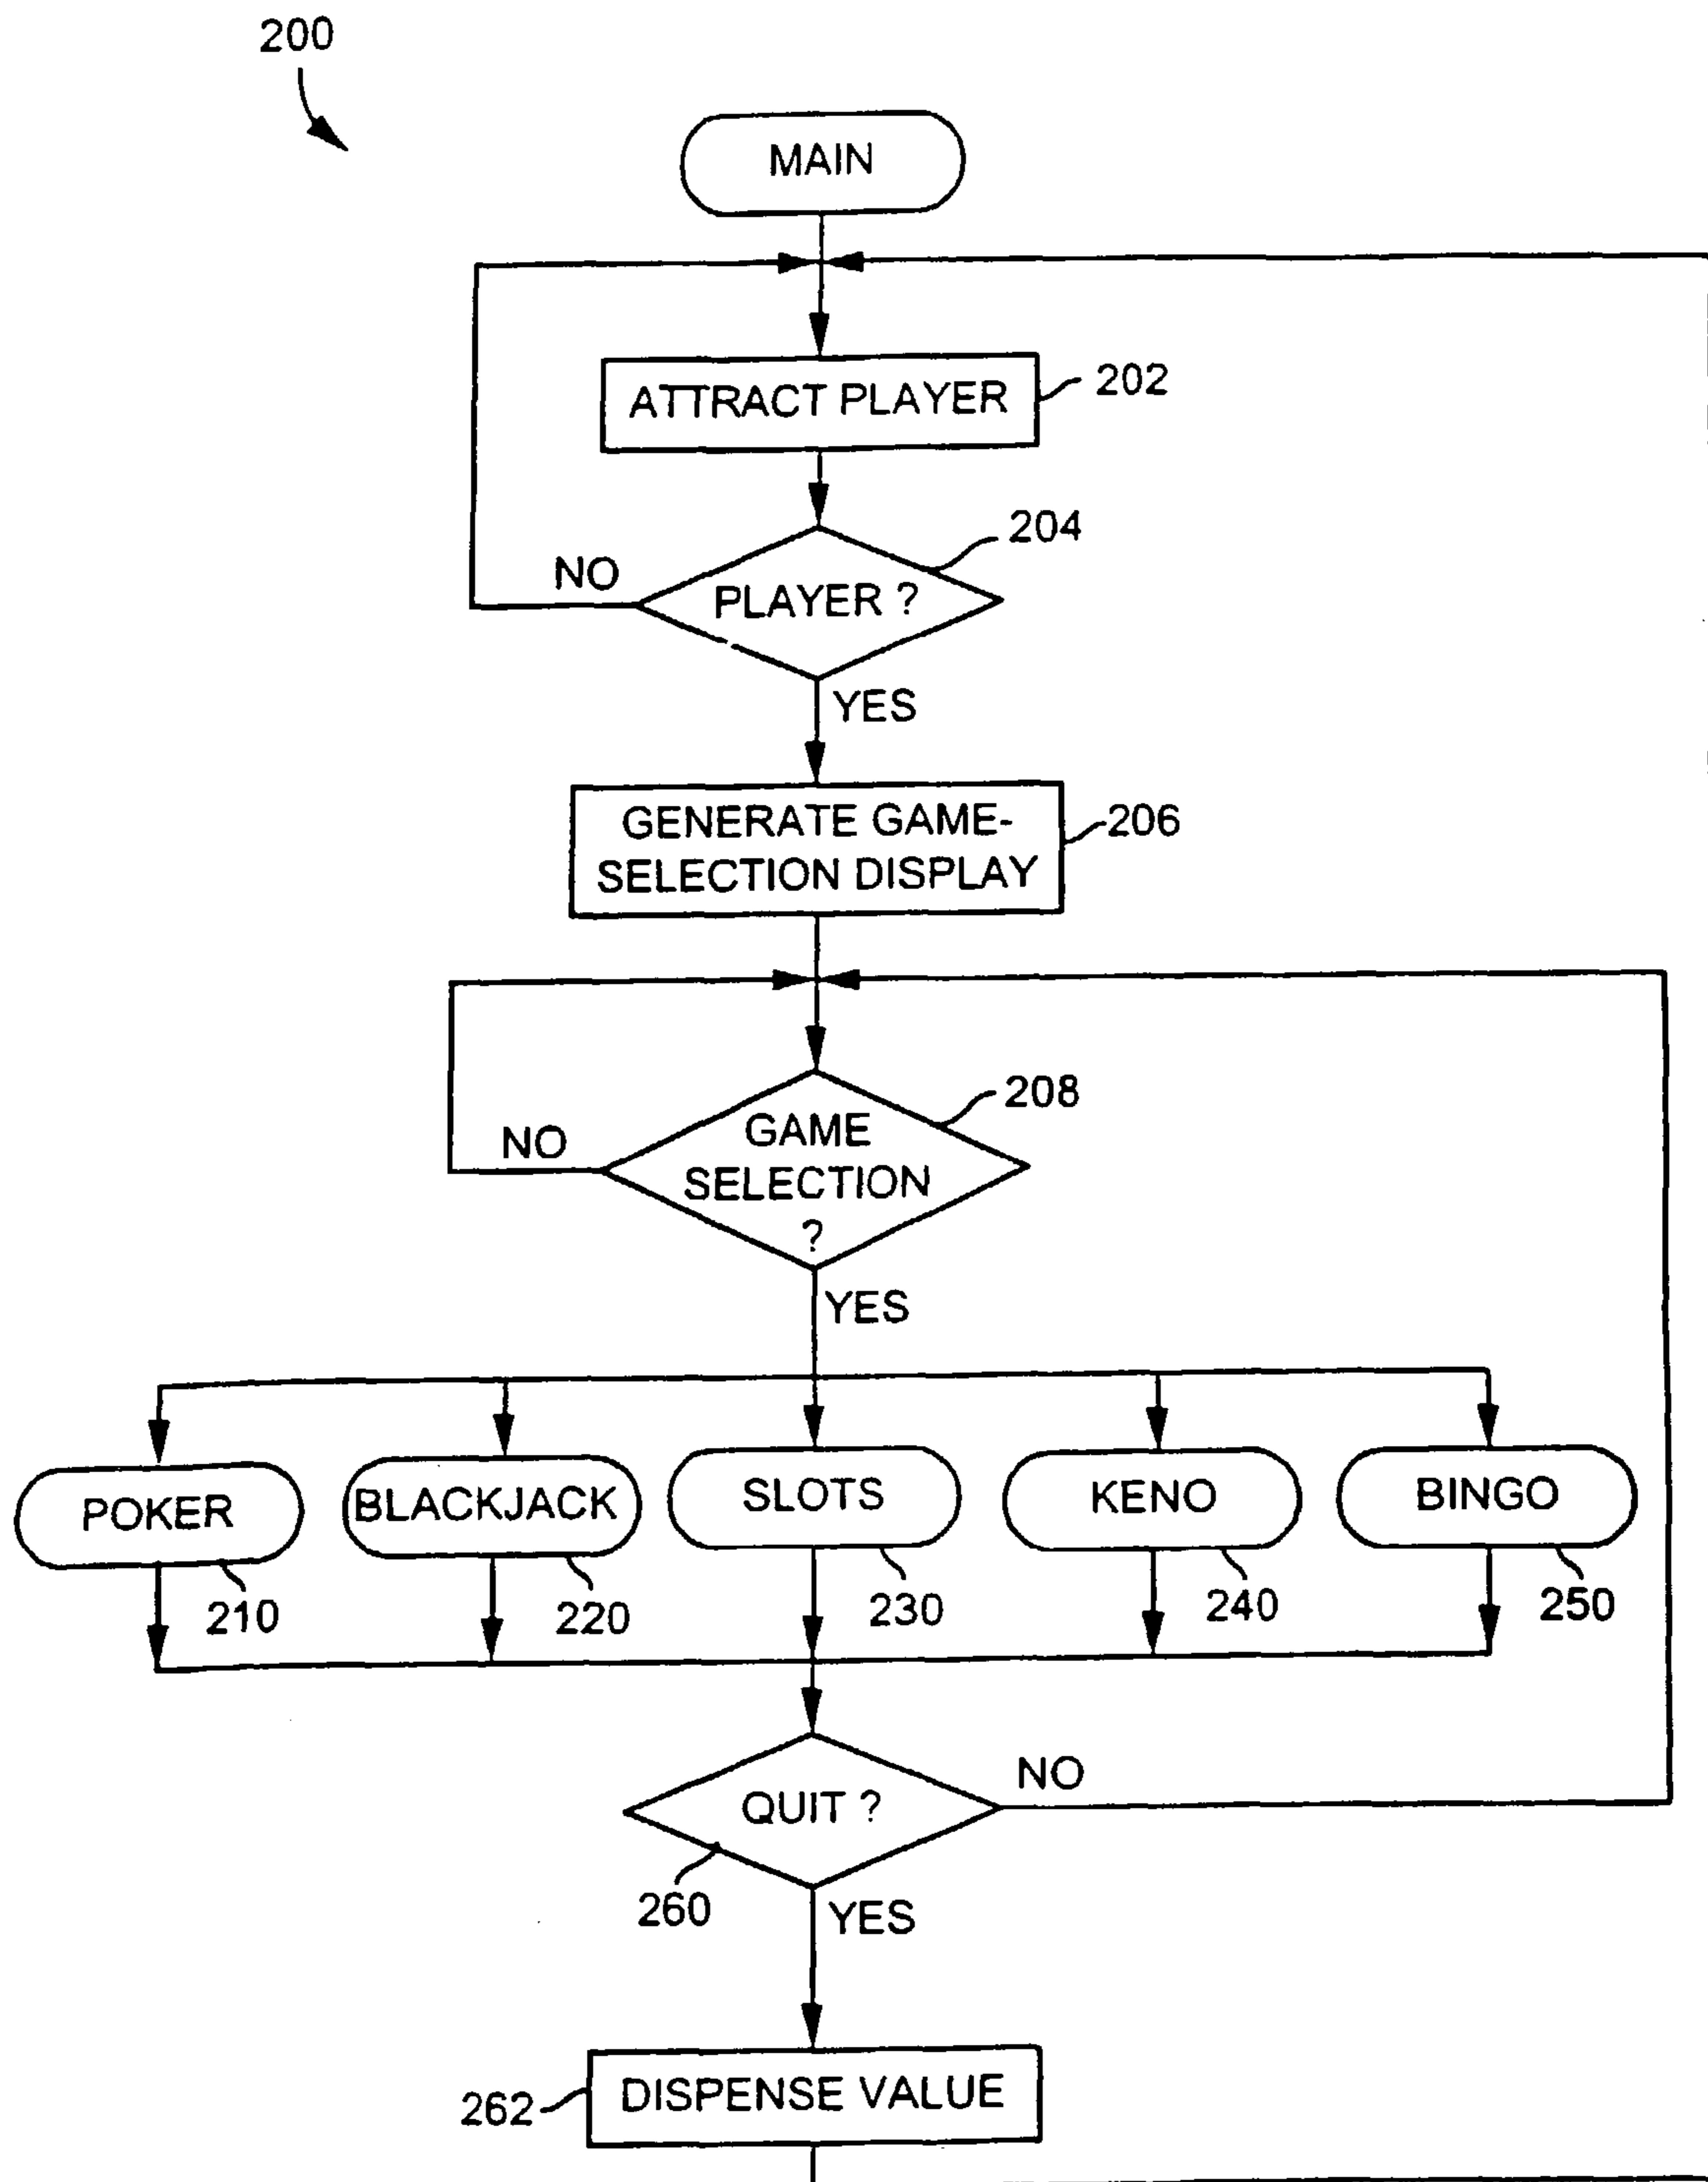 200
MAIN
ATTRACT PLAYER
202
204
NO
PLAYER ?
YES
GENERATE GAME-
SELECTION DISPLAY
206
208
NO
GAME
SELECTION
?
YES
POKER
BLACKJACK
SLOTS
KENO
BINGO
210
220
230
240
250
QUIT ?
NO
260
YES
262
DISPENSE VALUE